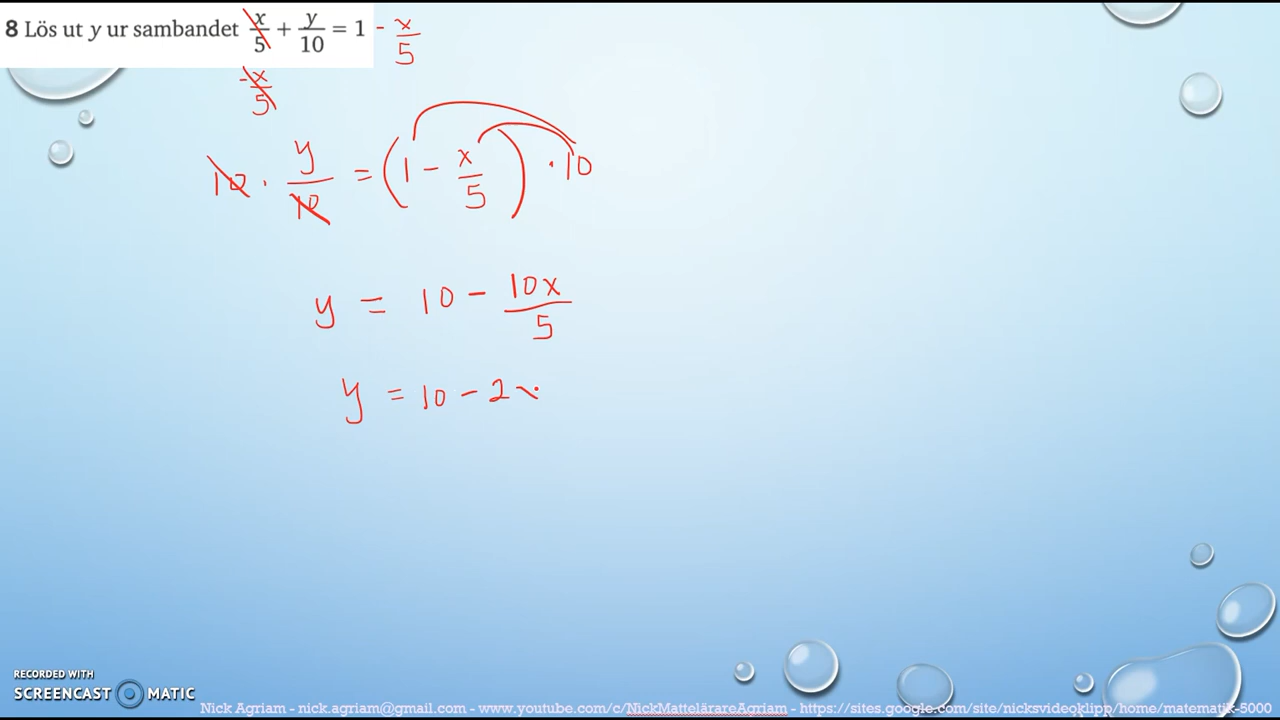 8 Lös ut y ur sambandet x/5 + y/10 = 1 - x/5
-x/5
10 · y/10 = (1 - x/5) · 10
y = 10 - 10x/5
y = 10 - 2x
RECORDED WITH
SCREENCAST MATIC
Nick Agriam - nick.agriam@gmail.com - www.youtube.com/c/NickMattelärareAgriam - https://sites.google.com/site/nicksvideoklipp/home/matematik-5000